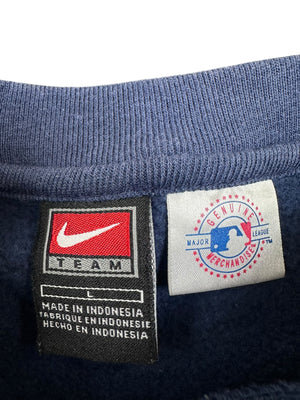 TEAM
L
MADE IN INDONESIA
FABRIQUE EN INDONESIE
HECHO EN INDONESIA
GENUINE
MAJOR LEAGUE
MERCHANDISE